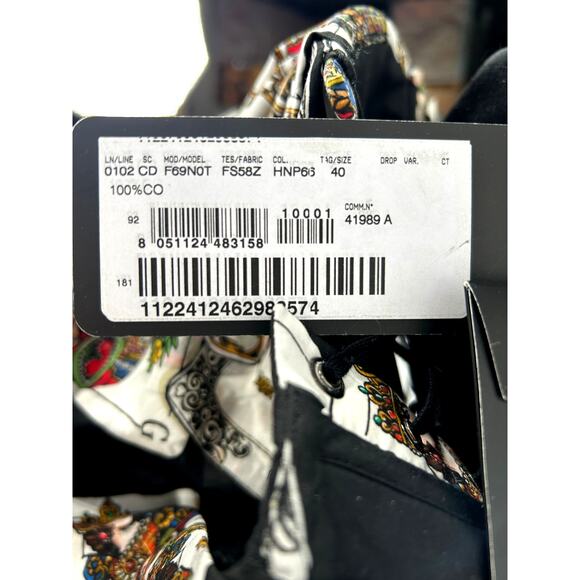 LN/LINE SC MOD/MODEL TES/FABRIC COL. TAG/SIZE DROP VAR. CT
0102 CD F69N0T FS58Z HNP66 40
100%CO
92 10001 COMM.N°
8 051124 483158 41989 A
181
G